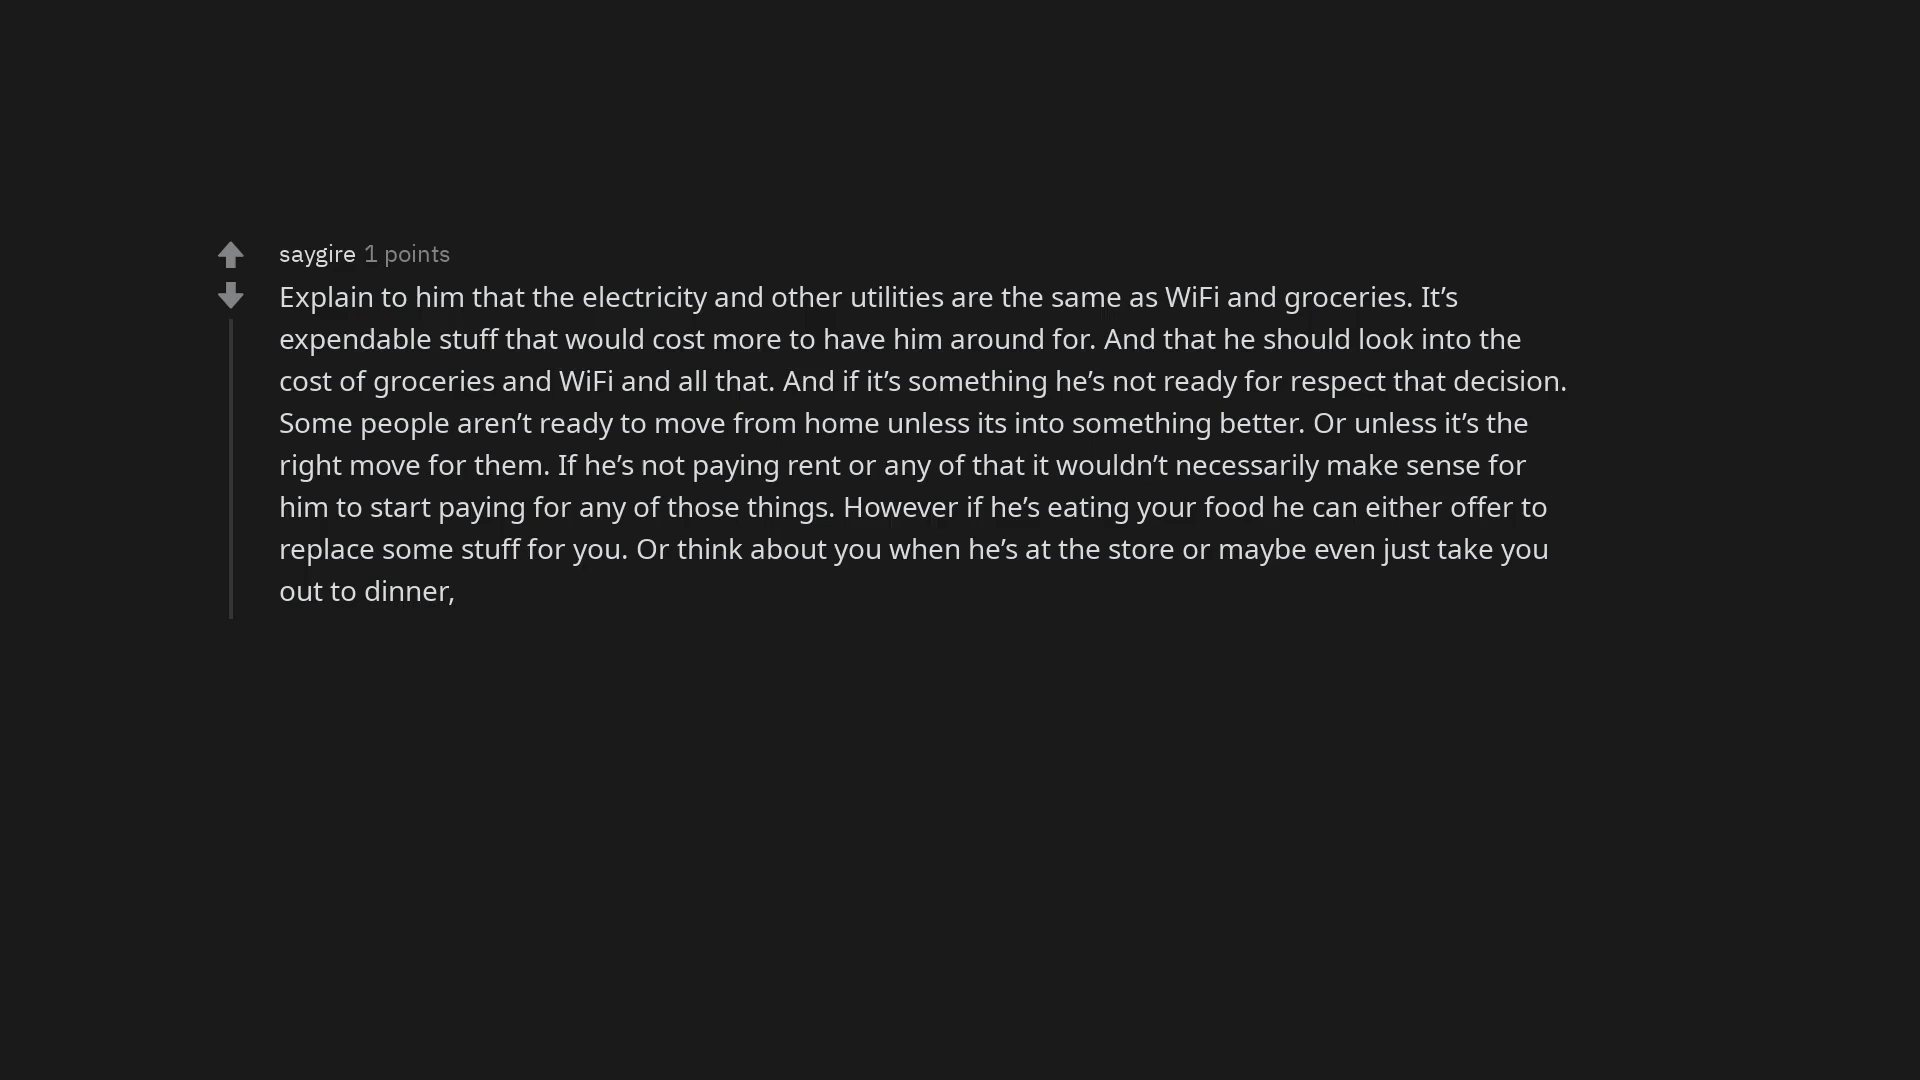 saygire 1 points
Explain to him that the electricity and other utilities are the same as WiFi and groceries. It’s
expendable stuff that would cost more to have him around for. And that he should look into the
cost of groceries and WiFi and all that. And if it’s something he’s not ready for respect that decision.
Some people aren’t ready to move from home unless its into something better. Or unless it’s the
right move for them. If he’s not paying rent or any of that it wouldn’t necessarily make sense for
him to start paying for any of those things. However if he’s eating your food he can either offer to
replace some stuff for you. Or think about you when he’s at the store or maybe even just take you
out to dinner,